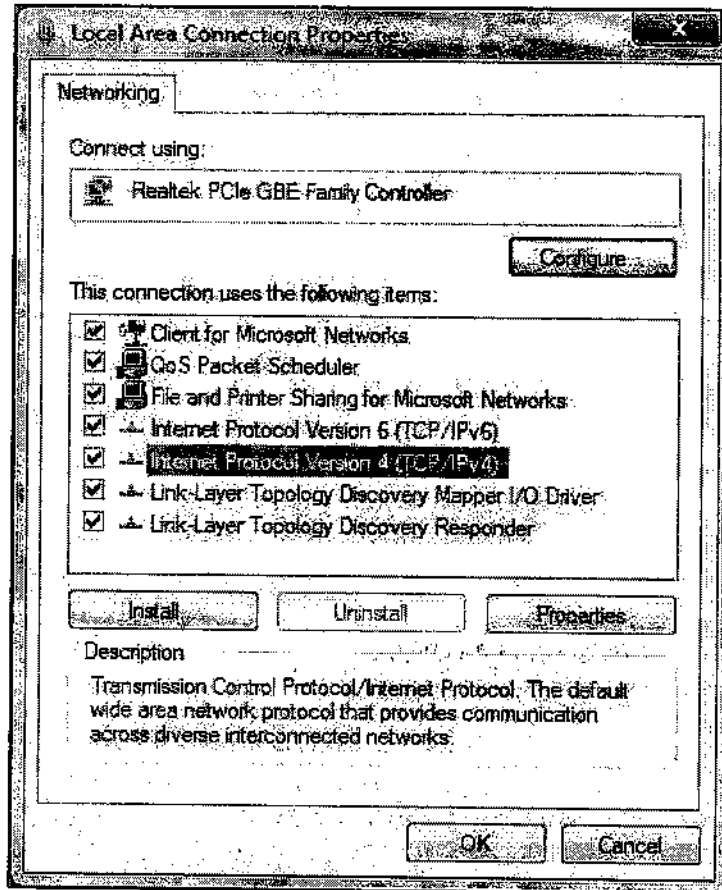 Local Area Connection Properties
Networking
Connect using:
Realtek PCIe GBE Family Controller
Configure...
This connection uses the following items:
Client for Microsoft Networks
QoS Packet Scheduler
File and Printer Sharing for Microsoft Networks
Internet Protocol Version 6 (TCP/IPv6)
Internet Protocol Version 4 (TCP/IPv4)
Link-Layer Topology Discovery Mapper I/O Driver
Link-Layer Topology Discovery Responder
Install...
Uninstall
Properties
Description
Transmission Control Protocol/Internet Protocol. The default
wide area network protocol that provides communication
across diverse interconnected networks.
OK
Cancel